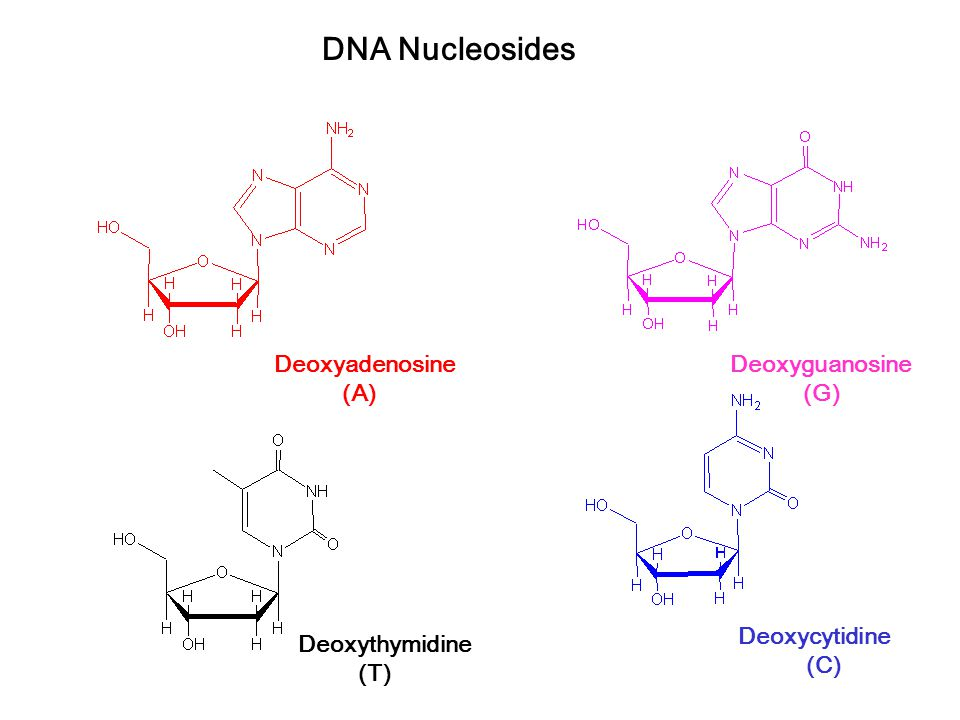 DNA Nucleosides
NH2
N
N
N
N
HO
O
H
H
H
H
OH
H
Deoxyadenosine
(A)
O
N
NH
N
N
NH2
HO
O
H
H
H
H
OH
H
Deoxyguanosine
(G)
O
NH
N
O
HO
O
H
H
H
H
OH
H
Deoxythymidine
(T)
NH2
N
N
O
HO
O
H
H
H
H
OH
H
Deoxycytidine
(C)